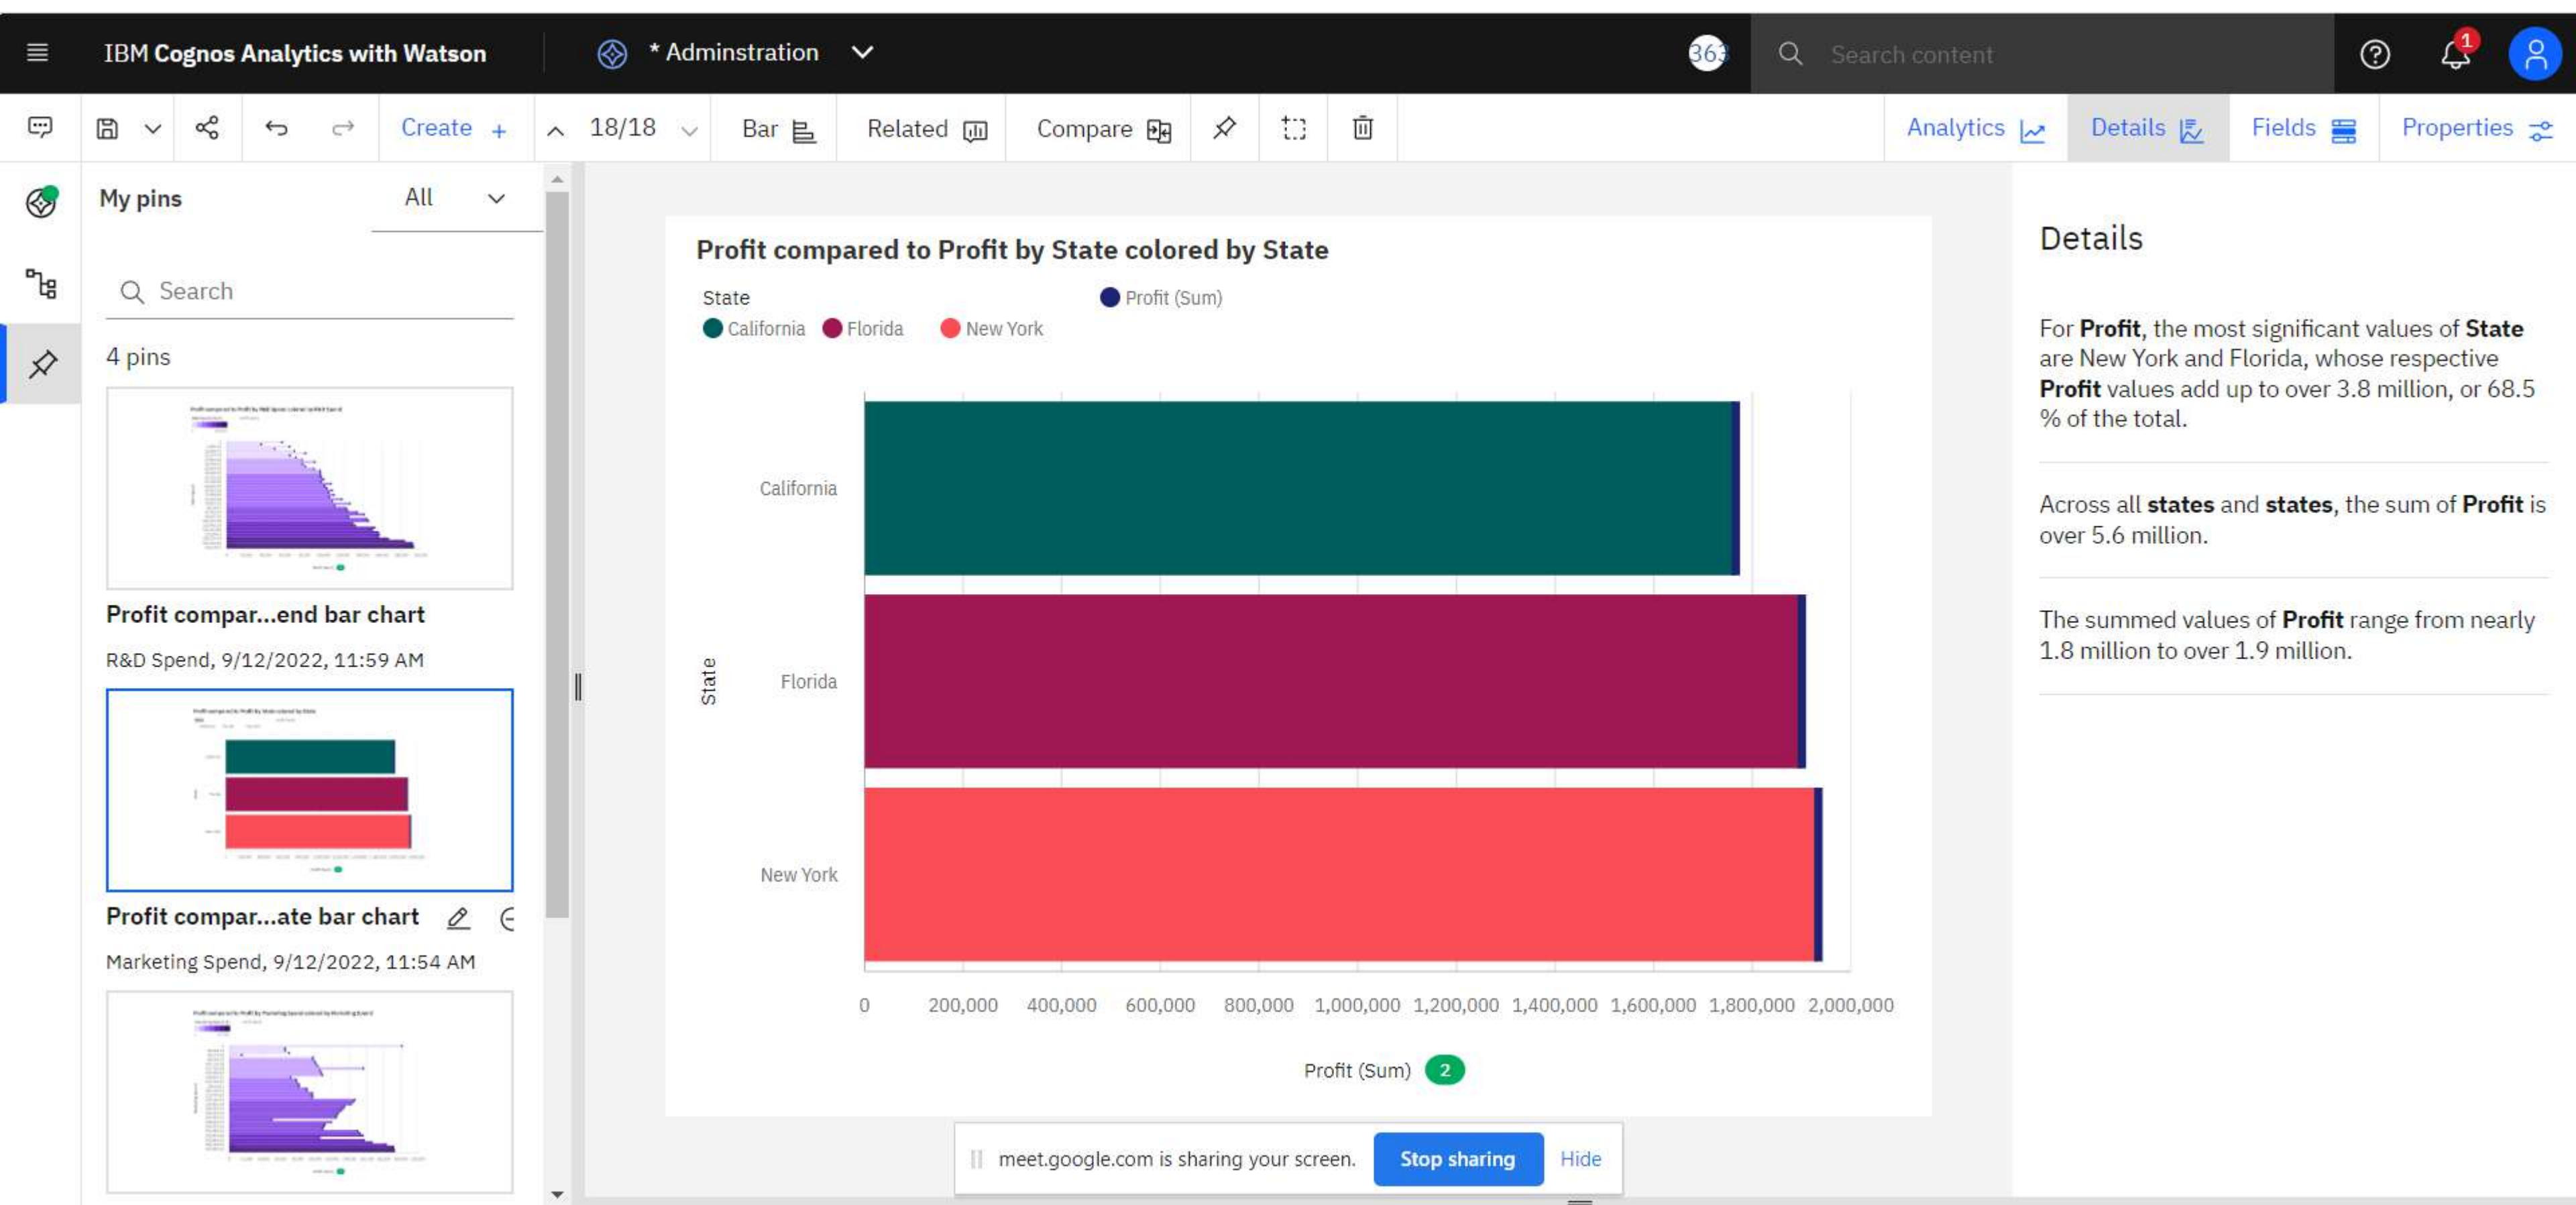 IBM Cognos Analytics with Watson
* Adminstration
363
Search content
1
Create +
18/18
Bar
Related
Compare
Analytics
Details
Fields
Properties
My pins
All
Search
4 pins
Profit compar...end bar chart
R&D Spend, 9/12/2022, 11:59 AM
Profit compar...ate bar chart
Marketing Spend, 9/12/2022, 11:54 AM
Profit compared to Profit by State colored by State
State
Profit (Sum)
California Florida New York
California
Florida
New York
State
0 200,000 400,000 600,000 800,000 1,000,000 1,200,000 1,400,000 1,600,000 1,800,000 2,000,000
Profit (Sum) 2
meet.google.com is sharing your screen. Stop sharing Hide
Details
For Profit, the most significant values of State
are New York and Florida, whose respective
Profit values add up to over 3.8 million, or 68.5
% of the total.
Across all states and states, the sum of Profit is
over 5.6 million.
The summed values of Profit range from nearly
1.8 million to over 1.9 million.